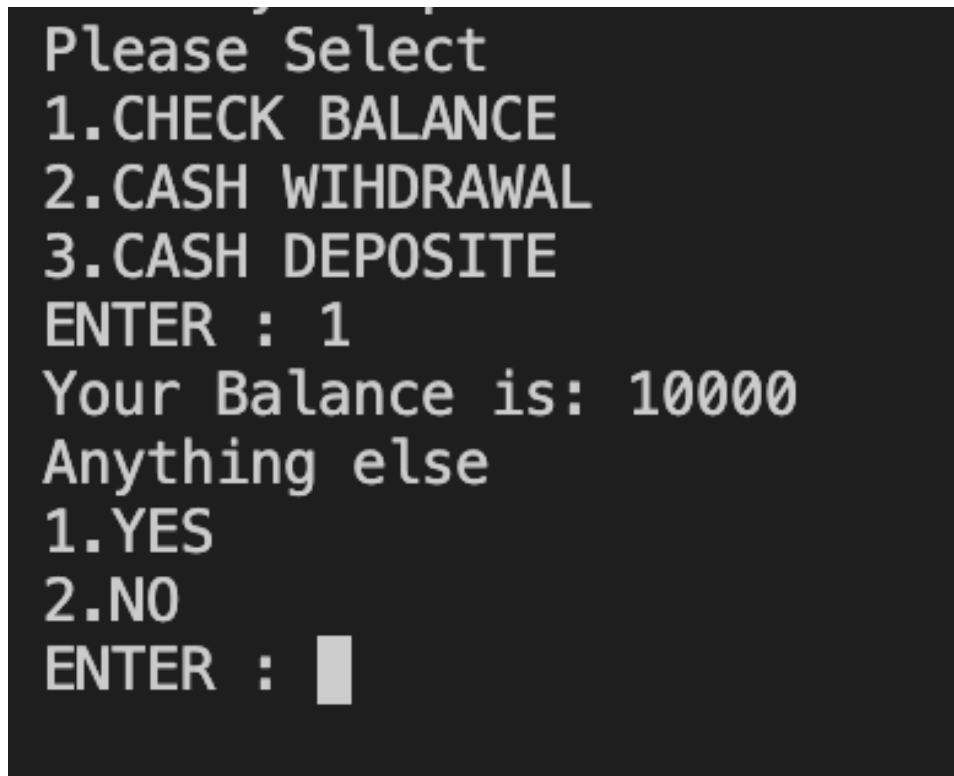 Please Select
1.CHECK BALANCE
2.CASH WIHDRAWAL
3.CASH DEPOSITE
ENTER : 1
Your Balance is: 10000
Anything else
1.YES
2.NO
ENTER :